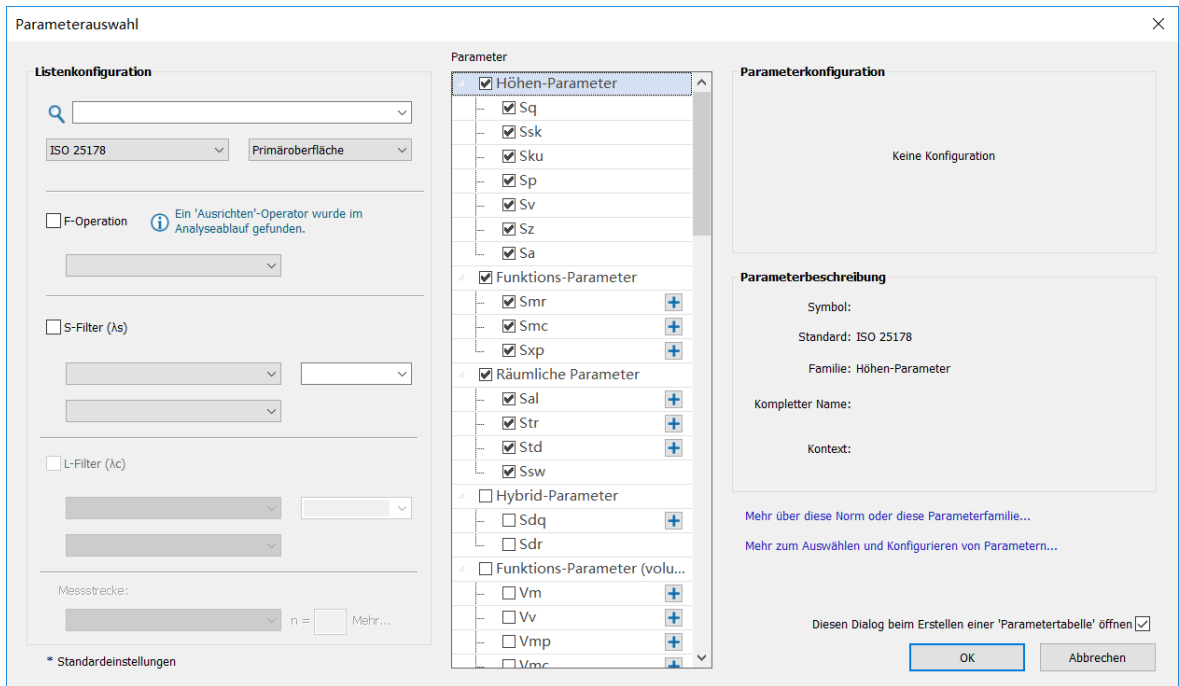 Parameterauswahl
Listenkonfiguration
ISO 25178
Primäroberfläche
F-Operation
Ein 'Ausrichten'-Operator wurde im
Analyseablauf gefunden.
S-Filter (λs)
L-Filter (λc)
Messstrecke:
n =
Mehr...
* Standardeinstellungen
Parameter
Höhen-Parameter
Sq
Ssk
Sku
Sp
Sv
Sz
Sa
Funktions-Parameter
Smr
Smc
Sxp
Räumliche Parameter
Sal
Str
Std
Ssw
Hybrid-Parameter
Sdq
Sdr
Funktions-Parameter (volu...
Vm
Vv
Vmp
Vmc
Parameterkonfiguration
Keine Konfiguration
Parameterbeschreibung
Symbol:
Standard: ISO 25178
Familie: Höhen-Parameter
Kompletter Name:
Kontext:
Mehr über diese Norm oder diese Parameterfamilie...
Mehr zum Auswählen und Konfigurieren von Parametern...
Diesen Dialog beim Erstellen einer 'Parametertabelle' öffnen
OK
Abbrechen